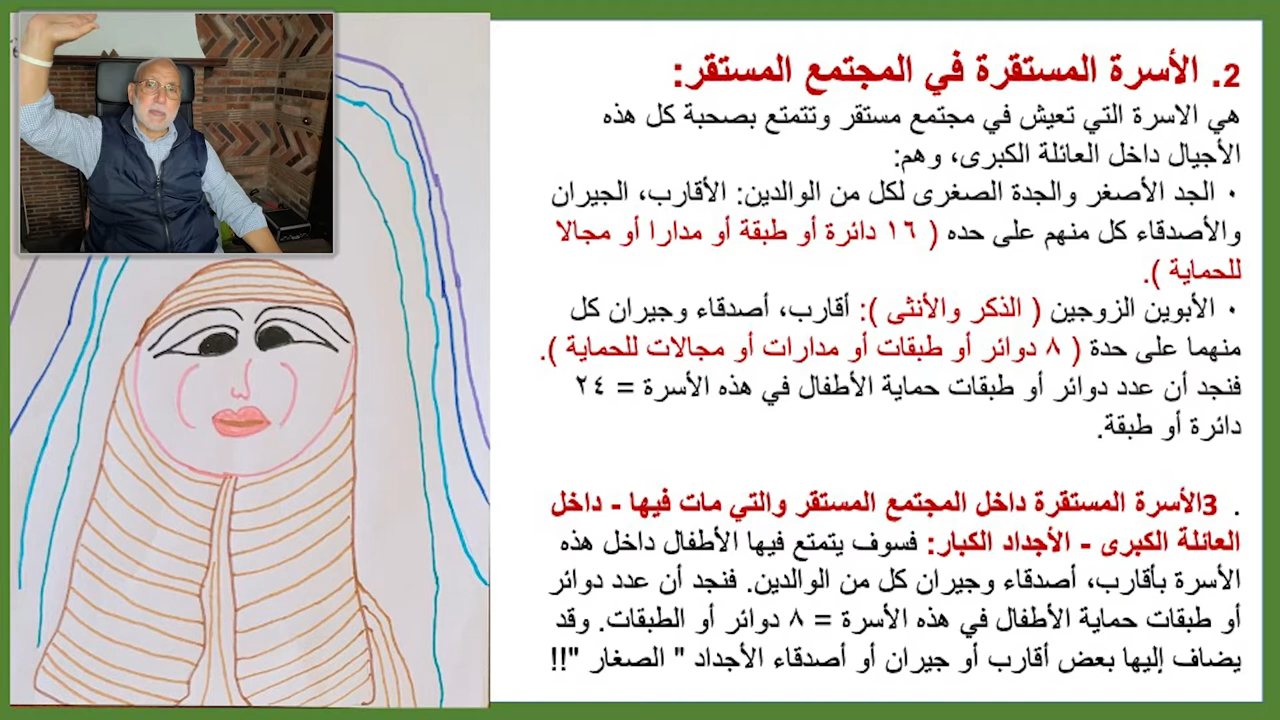 2. الأسرة المستقرة في المجتمع المستقر:
هي الاسرة التي تعيش في مجتمع مستقر وتتمتع بصحبة كل هذه
الأجيال داخل العائلة الكبرى، وهم:
• الجد الأصغر والجدة الصغرى لكل من الوالدين: الأقارب، الجيران
والأصدقاء كل منهم على حده ( ١٦ دائرة أو طبقة أو مدارا أو مجالا
للحماية ).
• الأبوين الزوجين ( الذكر والأنثى ): أقارب، أصدقاء وجيران كل
منهما على حدة ( ٨ دوائر أو طبقات أو مدارات أو مجالات للحماية ).
فنجد أن عدد دوائر أو طبقات حماية الأطفال في هذه الأسرة = ٢٤
دائرة أو طبقة.
. 3الأسرة المستقرة داخل المجتمع المستقر والتي مات فيها - داخل
العائلة الكبرى - الأجداد الكبار: فسوف يتمتع فيها الأطفال داخل هذه
الأسرة بأقارب، أصدقاء وجيران كل من الوالدين. فنجد أن عدد دوائر
أو طبقات حماية الأطفال في هذه الأسرة = ٨ دوائر أو الطبقات. وقد
يضاف إليها بعض أقارب أو جيران أو أصدقاء الأجداد " الصغار "!!